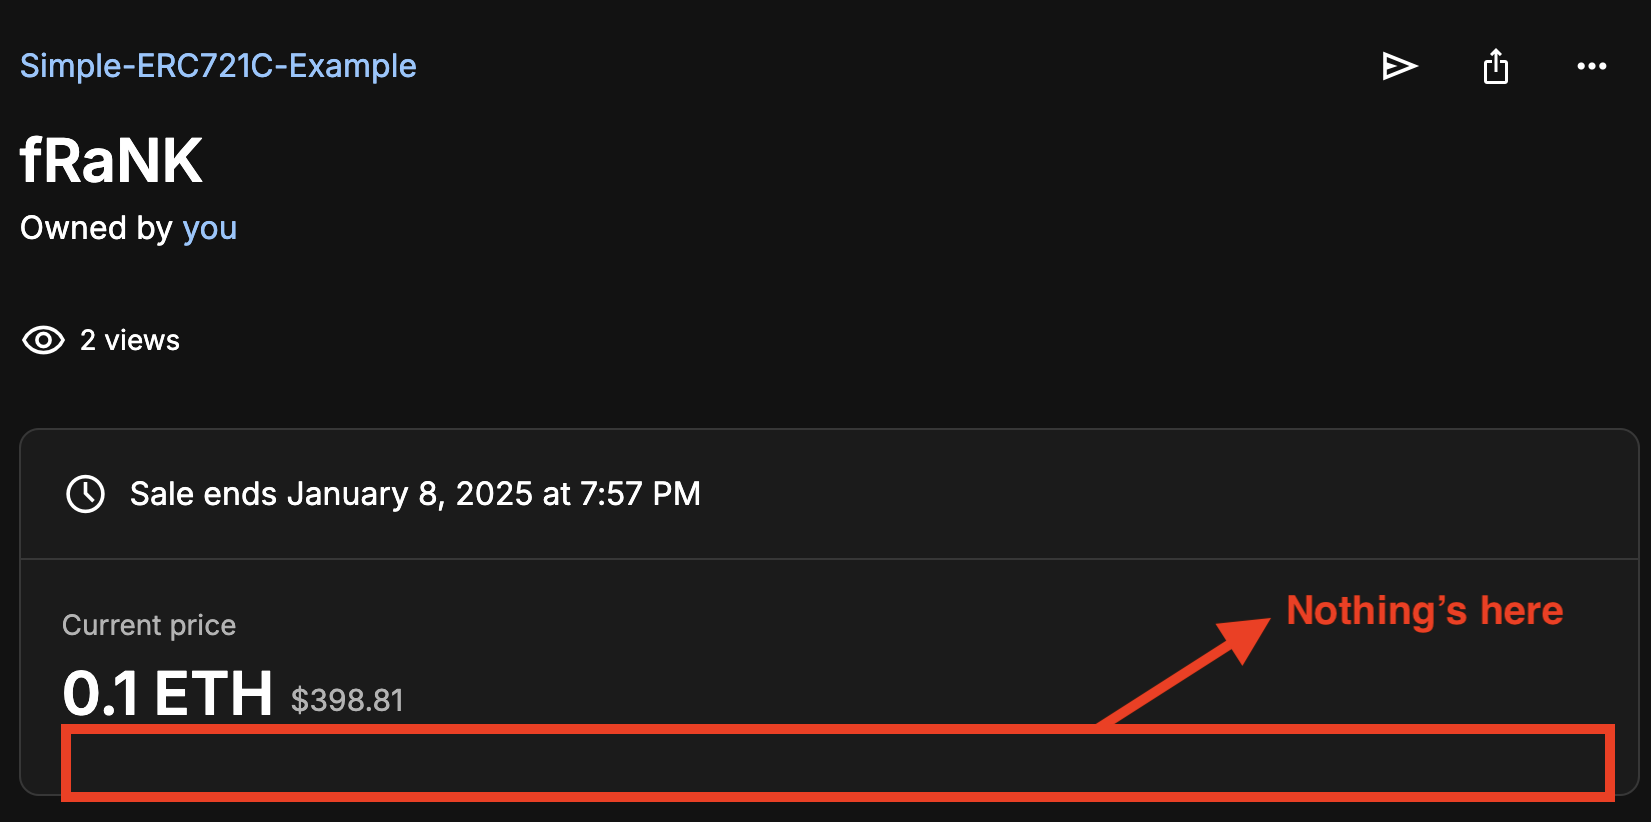 Simple-ERC721C-Example
fRaNK
Owned by you
2 views
Sale ends January 8, 2025 at 7:57 PM
Current price
Nothing’s here
0.1 ETH $398.81